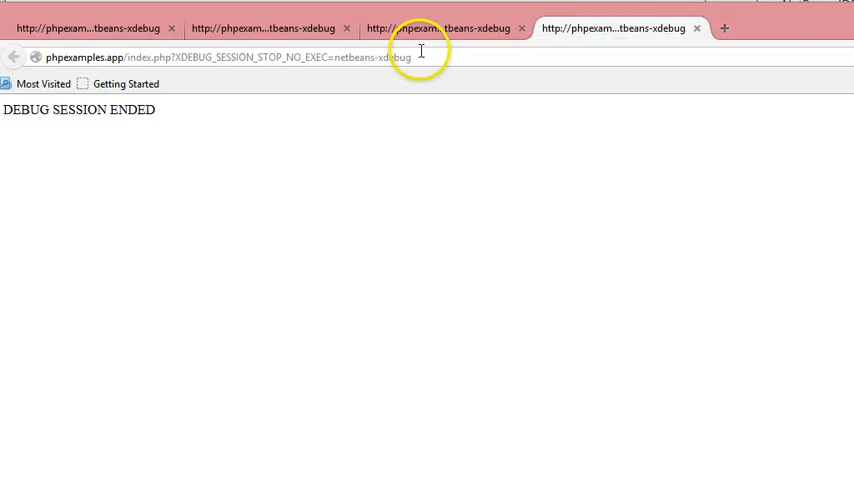 http://phpexam...tbeans-xdebug http://phpexam...tbeans-xdebug http://phpexam...tbeans-xdebug http://phpexam...tbeans-xdebug
phpexamples.app/index.php?XDEBUG_SESSION_STOP_NO_EXEC=netbeans-xdebug
Most Visited Getting Started
DEBUG SESSION ENDED